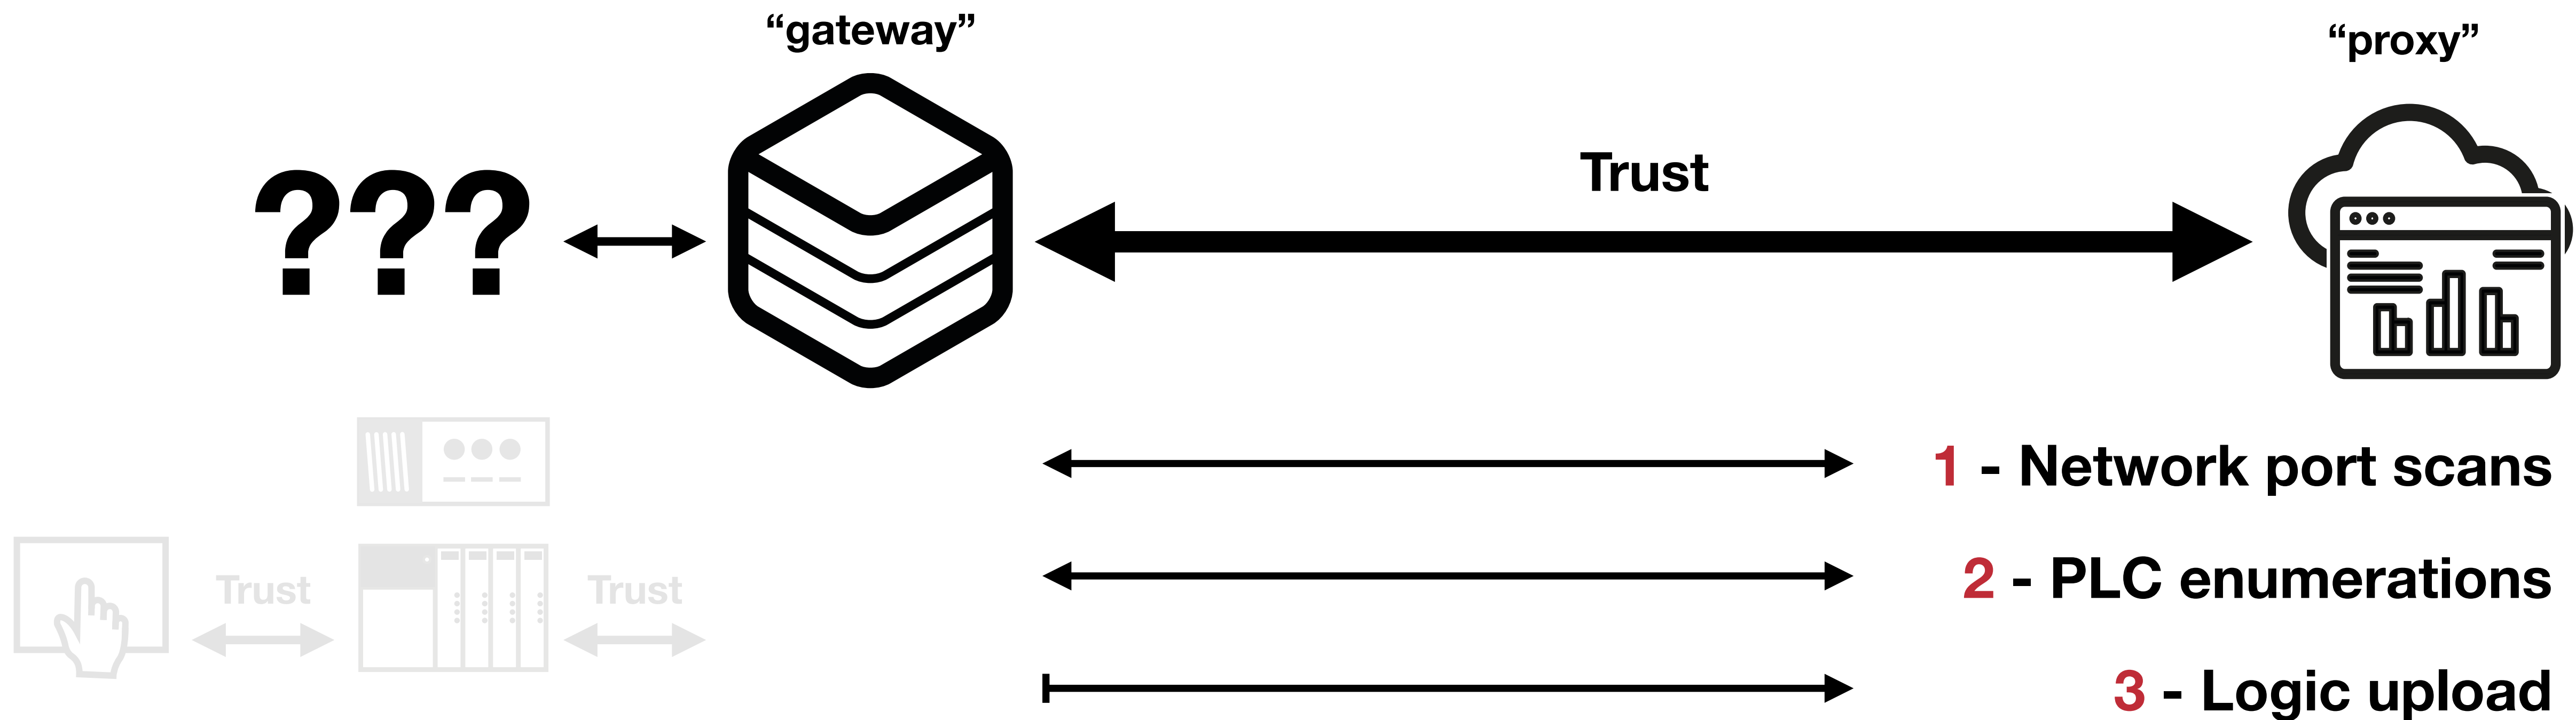 “gateway”
“proxy”
???
Trust
1 - Network port scans
2 - PLC enumerations
Trust
Trust
3 - Logic upload